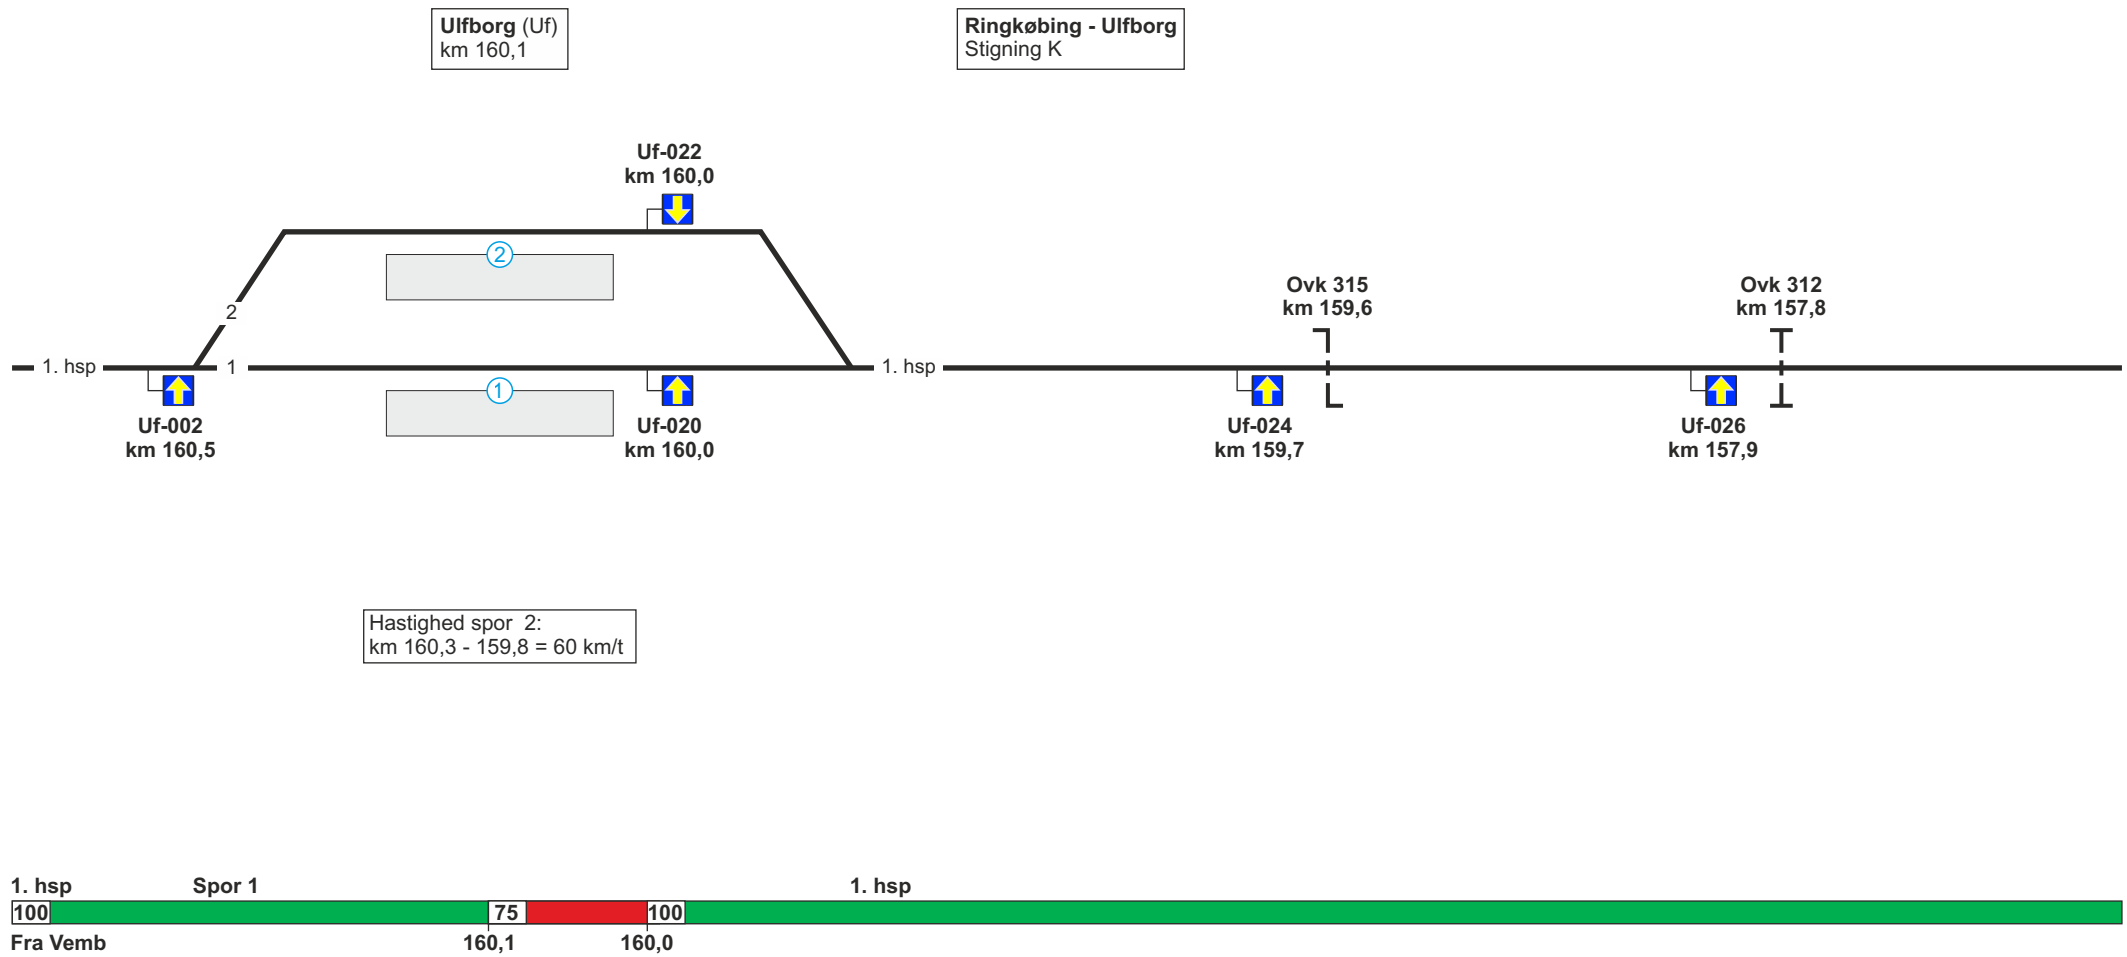 Ulfborg (Uf)
km 160,1
Ringkøbing - Ulfborg
Stigning K
Uf-022
km 160,0
2
Ovk 315
km 159,6
Ovk 312
km 157,8
2
1. hsp
1
1. hsp
1
Uf-002
km 160,5
Uf-020
km 160,0
Uf-024
km 159,7
Uf-026
km 157,9
Hastighed spor 2:
km 160,3 - 159,8 = 60 km/t
1. hsp
Spor 1
1. hsp
100
75
100
Fra Vemb
160,1
160,0